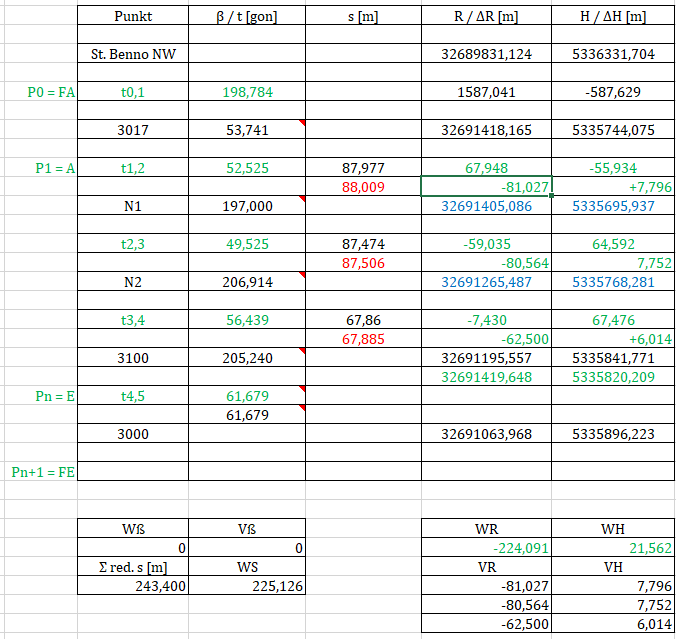 Punkt β / t [gon] s [m] R / ΔR [m] H / ΔH [m]
St. Benno NW 32689831,124 5336331,704
P0 = FA t0,1 198,784 1587,041 -587,629
3017 53,741 32691418,165 5335744,075
P1 = A t1,2 52,525 87,977 67,948 -55,934
88,009 -81,027 +7,796
N1 197,000 32691405,086 5335695,937
t2,3 49,525 87,474 -59,035 64,592
87,506 -80,564 7,752
N2 206,914 32691265,487 5335768,281
t3,4 56,439 67,86 -7,430 67,476
67,885 -62,500 +6,014
3100 205,240 32691195,557 5335841,771
32691419,648 5335820,209
Pn = E t4,5 61,679
61,679
3000 32691063,968 5335896,223
Pn+1 = FE
Wß Vß WR WH
0 0 -224,091 21,562
Σ red. s [m] WS VR VH
243,400 225,126 -81,027 7,796
-80,564 7,752
-62,500 6,014